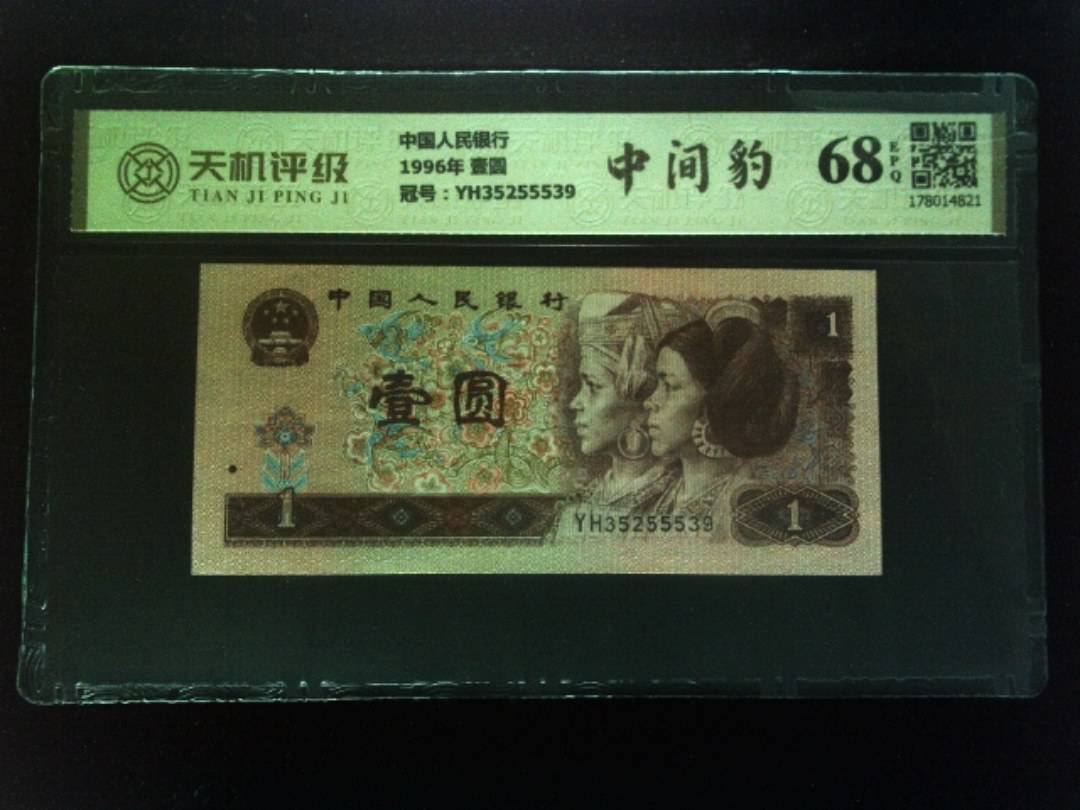 天机评级
TIAN JI PING JI
中国人民银行
1996年 壹圆
冠号：YH35255539
中间豹
68
EPQ
178014821
中国人民银行
1
壹圆
1
YH35255539
1